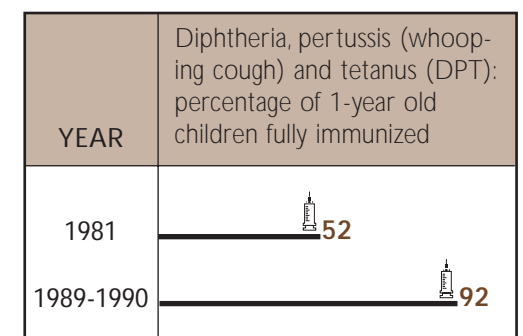 YEAR
Diphtheria, pertussis (whoop-
ing cough) and tetanus (DPT):
percentage of 1-year old
children fully immunized
1981
52
1989-1990
92